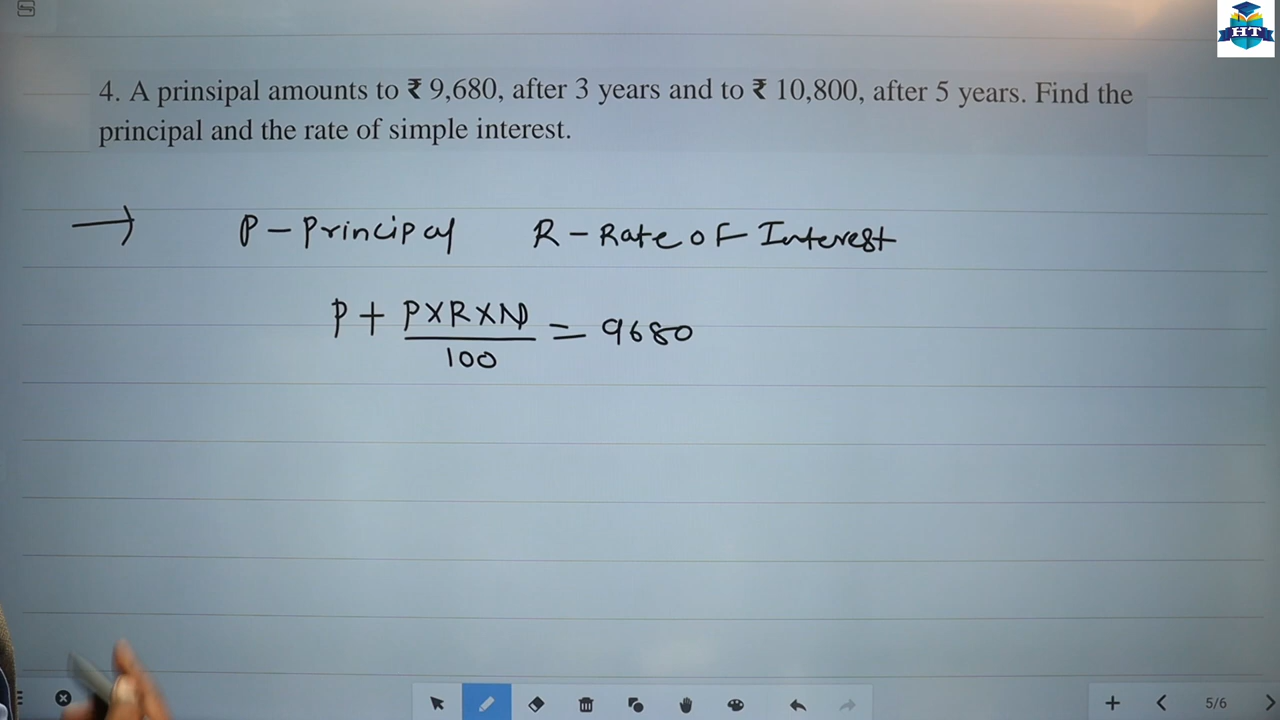 HT
4. A prinsipal amounts to ₹ 9,680, after 3 years and to ₹ 10,800, after 5 years. Find the
principal and the rate of simple interest.
→ P - Principal R - Rate of Interest
P + P×R×N/100 = 9680
5/6